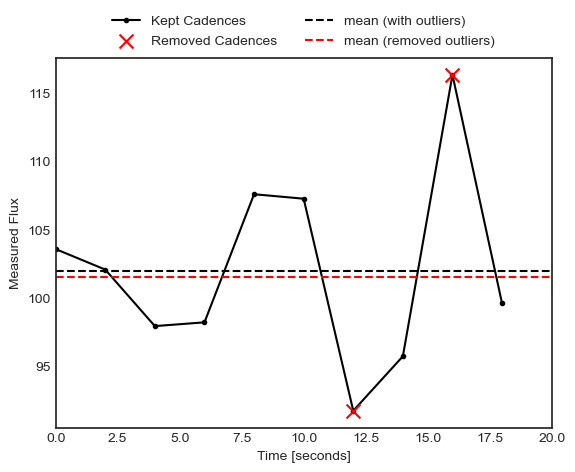 Kept Cadences
Removed Cadences
mean (with outliers)
mean (removed outliers)
Measured Flux
115
110
105
100
95
0.0 2.5 5.0 7.5 10.0 12.5 15.0 17.5 20.0
Time [seconds]